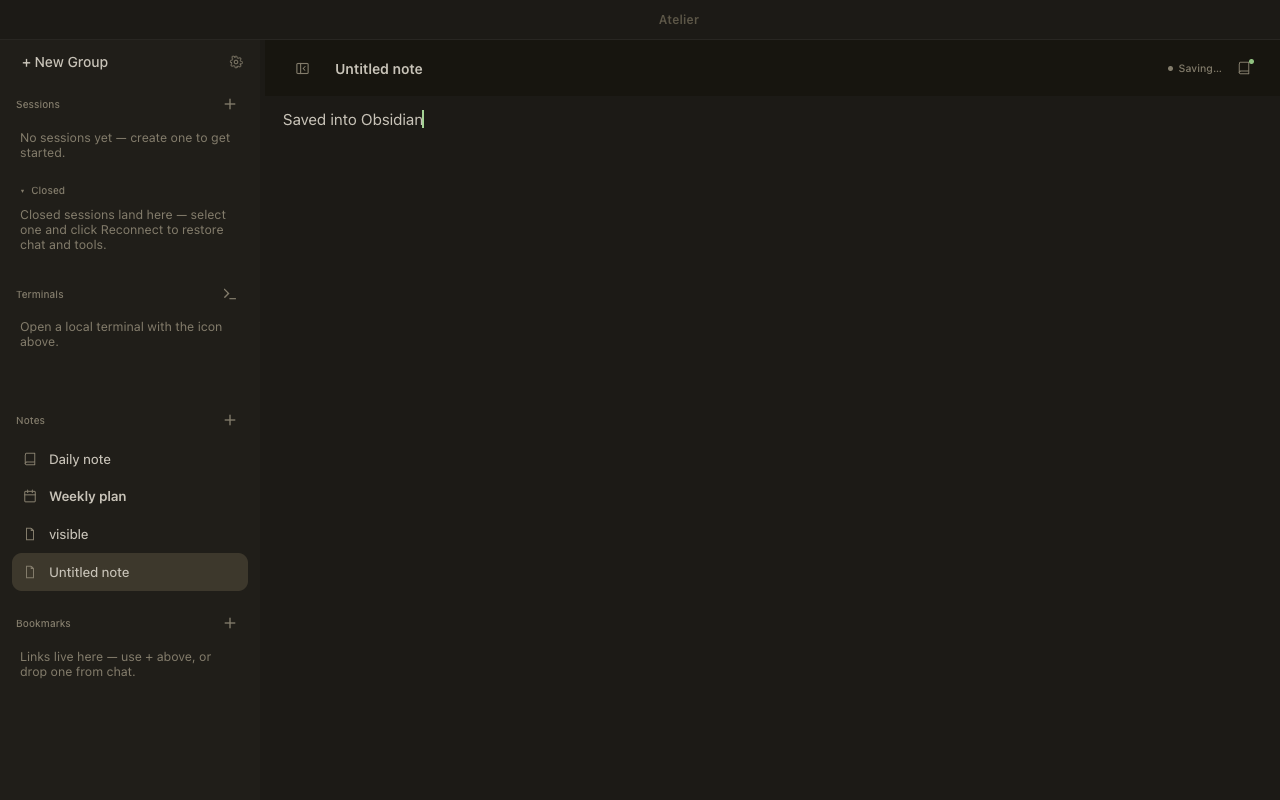 Atelier
+ New Group
Sessions
No sessions yet — create one to get
started.
Closed
Closed sessions land here — select
one and click Reconnect to restore
chat and tools.
Terminals
Open a local terminal with the icon
above.
Notes
Daily note
Weekly plan
visible
Untitled note
Bookmarks
Links live here — use + above, or
drop one from chat.
Untitled note
Saving...
Saved into Obsidian